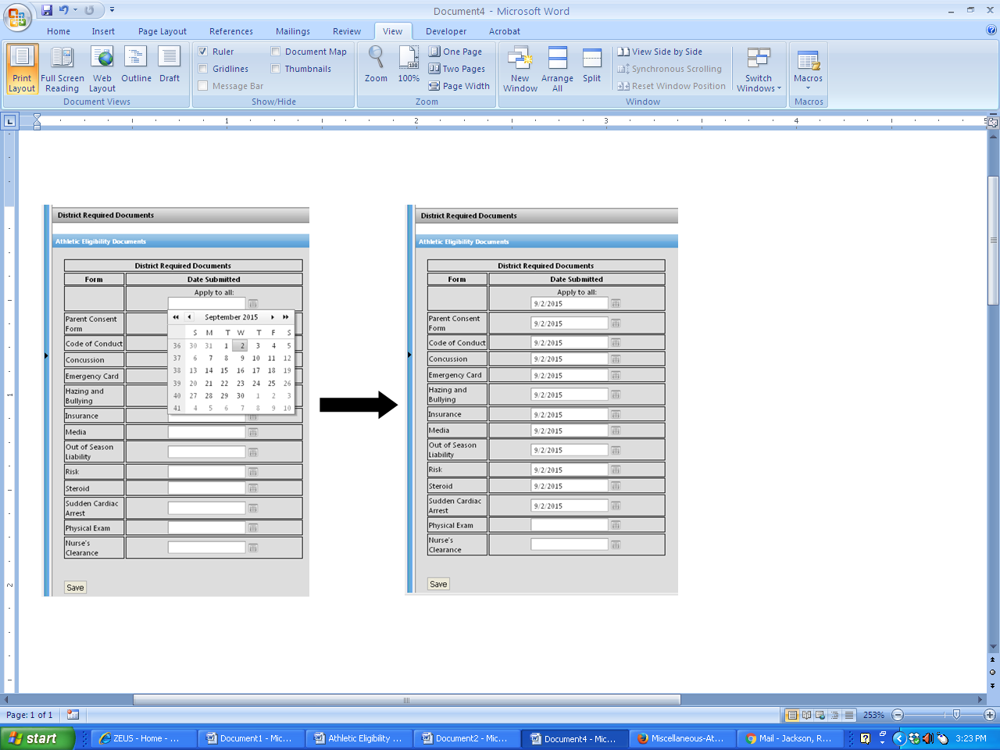 Document4 - Microsoft Word
Home Insert Page Layout References Mailings Review View Developer Acrobat
Print Layout
Full Screen Reading
Web Layout
Outline
Draft
Document Views
Ruler
Gridlines
Message Bar
Document Map
Thumbnails
Show/Hide
Zoom
100%
One Page
Two Pages
Page Width
Zoom
New Window
Arrange All
Split
View Side by Side
Synchronous Scrolling
Reset Window Position
Window
Switch Windows
Macros
Macros
1 2 3 4
District Required Documents
Athletic Eligibility Documents
District Required Documents
Form Date Submitted
Apply to all:
September 2015
S M T W T F S
36 30 31 1 2 3 4 5
37 6 7 8 9 10 11 12
38 13 14 15 16 17 18 19
39 20 21 22 23 24 25 26
40 27 28 29 30 1 2 3
41 4 5 6 7 8 9 10
Parent Consent
Form
Code of Conduct
Concussion
Emergency Card
Hazing and
Bullying
Insurance
Media
Out of Season
Liability
Risk
Steroid
Sudden Cardiac
Arrest
Physical Exam
Nurse's
Clearance
Save
District Required Documents
Athletic Eligibility Documents
District Required Documents
Form Date Submitted
Apply to all:
9/2/2015
Parent Consent
Form 9/2/2015
Code of Conduct 9/2/2015
Concussion 9/2/2015
Emergency Card 9/2/2015
Hazing and
Bullying 9/2/2015
Insurance 9/2/2015
Media 9/2/2015
Out of Season
Liability 9/2/2015
Risk 9/2/2015
Steroid 9/2/2015
Sudden Cardiac
Arrest 9/2/2015
Physical Exam
Nurse's
Clearance
Save
1
2
Page: 1 of 1
253%
start
ZEUS - Home - ...
Document1 - Mic...
Athletic Eligibility ...
Document2 - Mic...
Document4 - Mic...
Miscellaneous-At...
Mail - Jackson, R...
3:23 PM